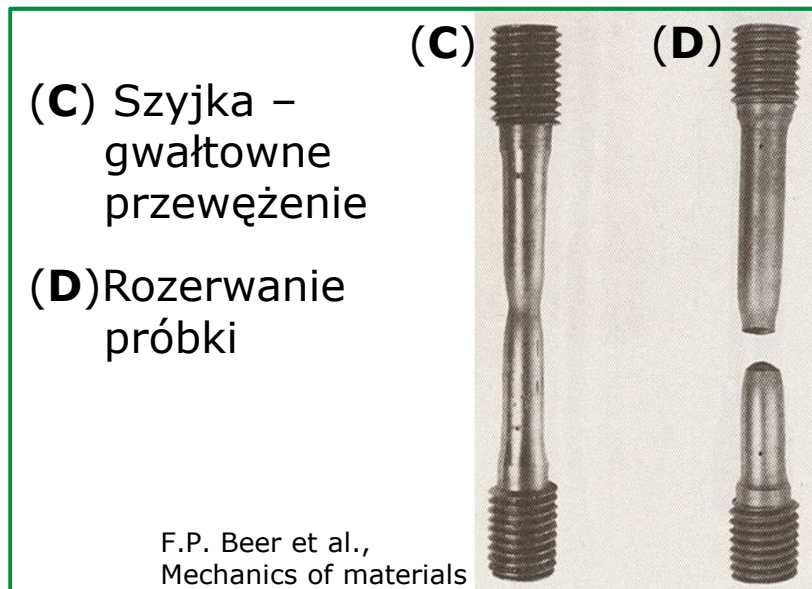 (C)
(D)
(C) Szyjka –
gwałtowne
przewężenie
(D)Rozerwanie
próbki
F.P. Beer et al.,
Mechanics of materials